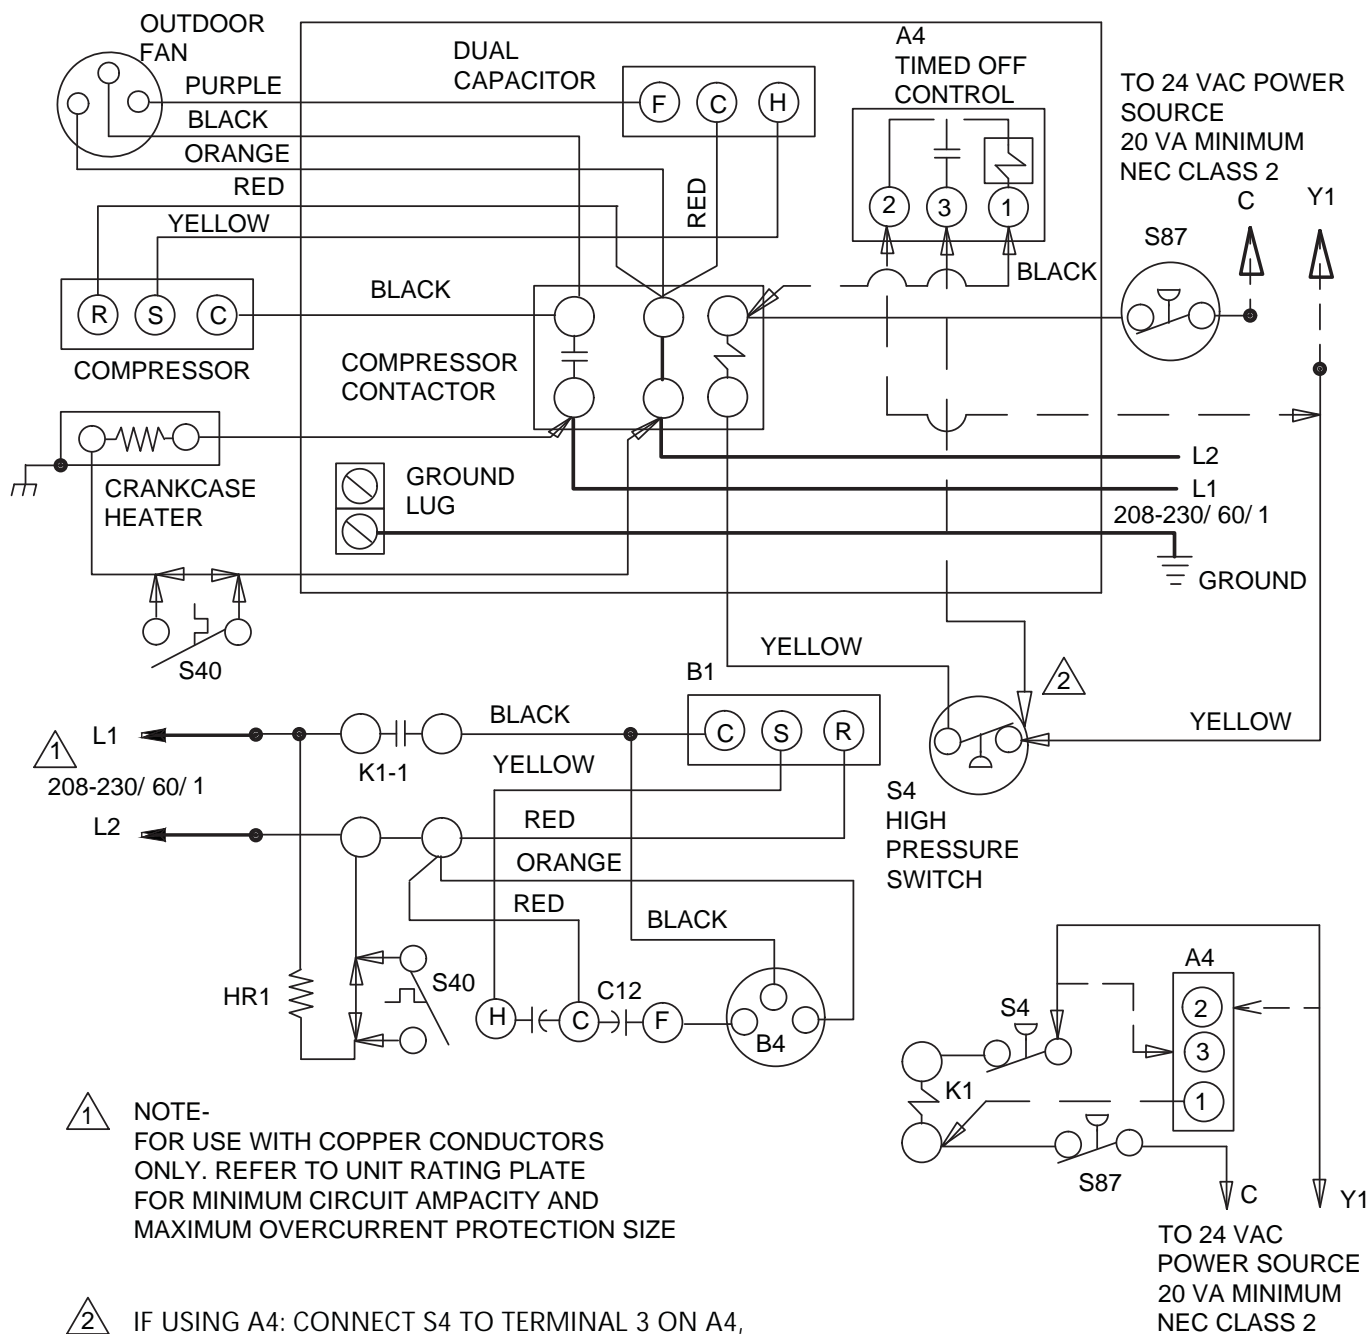 OUTDOOR
FAN
PURPLE
BLACK
ORANGE
RED
YELLOW
DUAL
CAPACITOR
F C H
RED
A4
TIMED OFF
CONTROL
2 3 1
BLACK
TO 24 VAC POWER
SOURCE
20 VA MINIMUM
NEC CLASS 2
C Y1
S87
R S C
COMPRESSOR
BLACK
COMPRESSOR
CONTACTOR
CRANKCASE
HEATER
GROUND
LUG
L2
L1
208-230/ 60/ 1
GROUND
S40
YELLOW
2
YELLOW
S4
HIGH
PRESSURE
SWITCH
B1
C S R
1
L1
208-230/ 60/ 1
L2
K1-1
BLACK
YELLOW
RED
ORANGE
RED
BLACK
HR1
S40
H C C12 F
B4
A4
2
3
1
S4
K1
S87
C Y1
TO 24 VAC
POWER SOURCE
20 VA MINIMUM
NEC CLASS 2
1 NOTE-
FOR USE WITH COPPER CONDUCTORS
ONLY. REFER TO UNIT RATING PLATE
FOR MINIMUM CIRCUIT AMPACITY AND
MAXIMUM OVERCURRENT PROTECTION SIZE
2 IF USING A4: CONNECT S4 TO TERMINAL 3 ON A4,